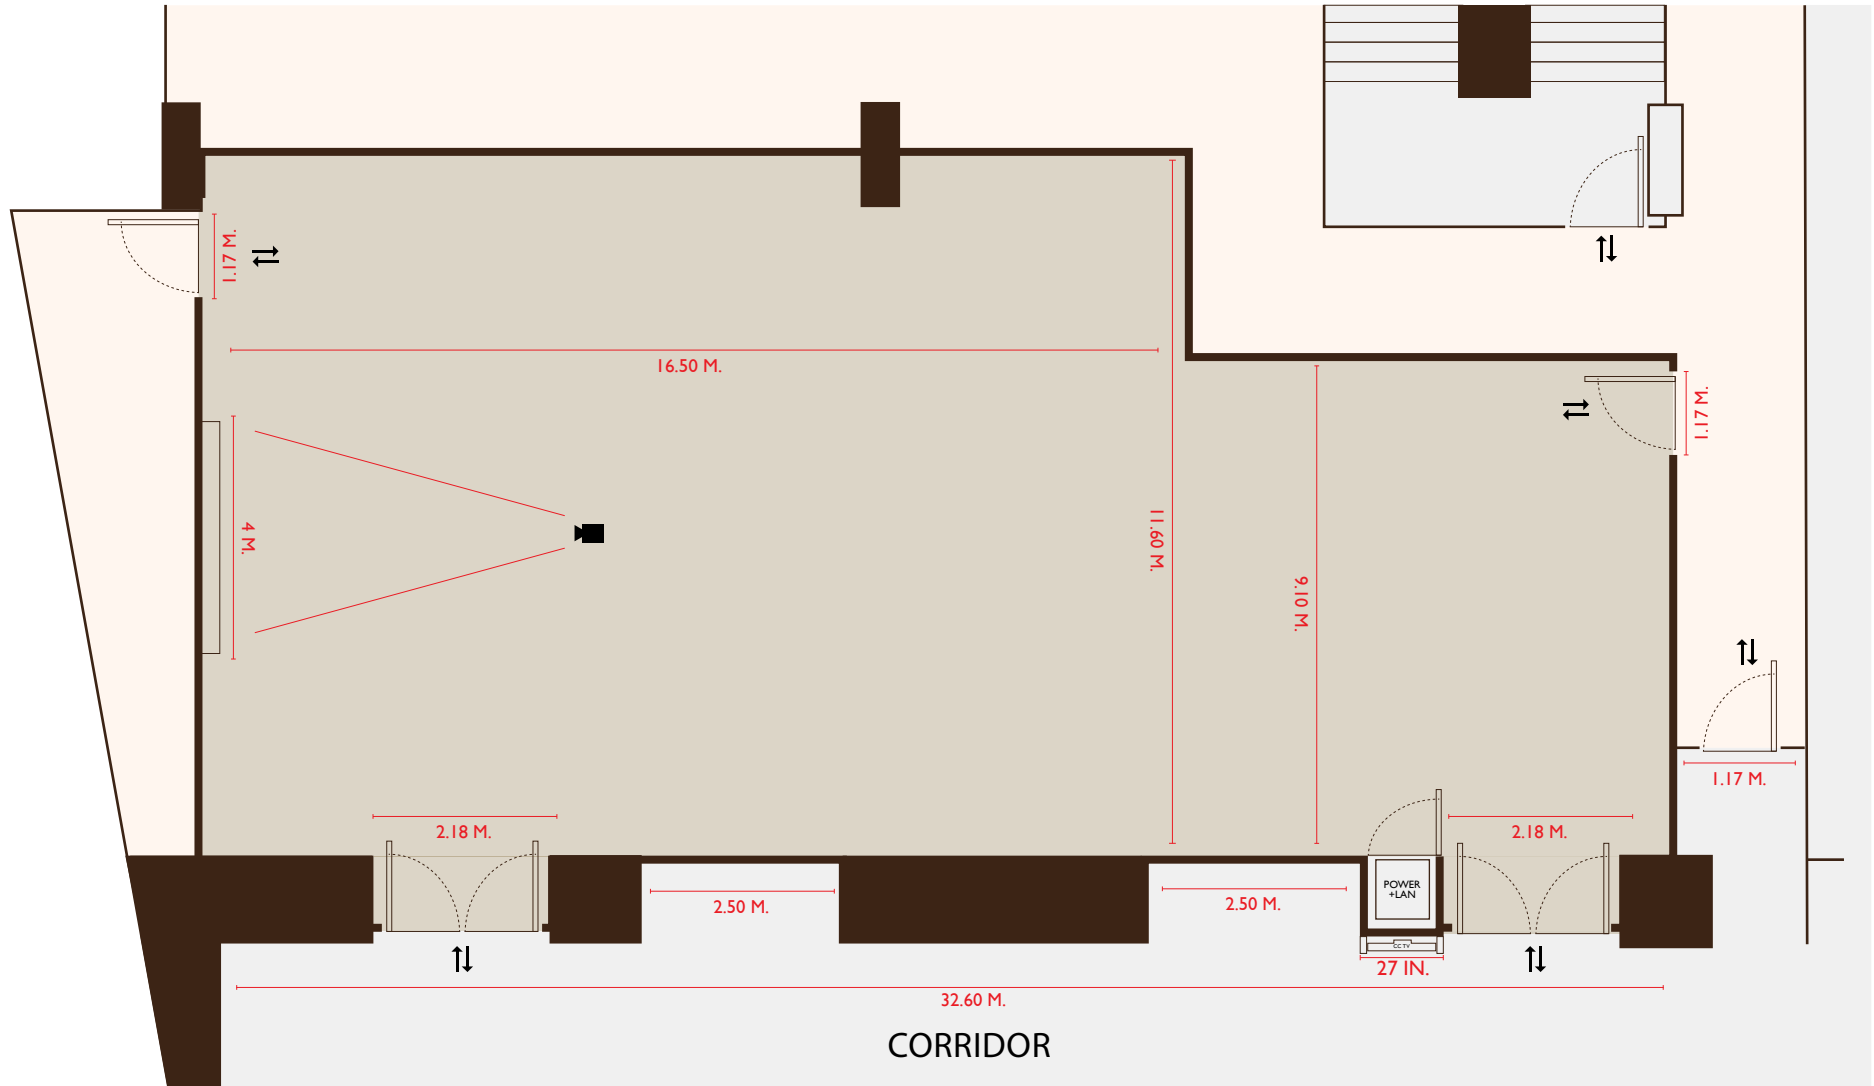 1.17 M.
16.50 M.
1.17 M.
4 M.
11.60 M.
9.10 M.
1.17 M.
2.18 M.
2.18 M.
POWER
+LAN
2.50 M.
2.50 M.
CCTV
27 IN.
32.60 M.
CORRIDOR